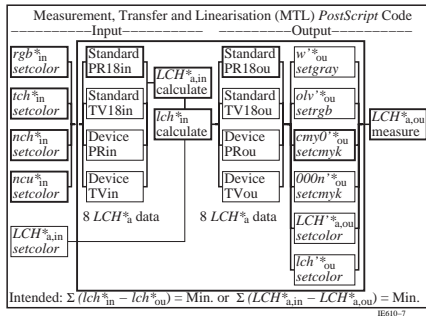 Measurement, Transfer and Linearisation (MTL) PostScript Code
Input
Output
rgb*in
setcolor
tch*in
setcolor
nch*in
setcolor
ncu*in
setcolor
LCH*a,in
setcolor
Standard
PR18in
Standard
TV18in
Device
PRin
Device
TVin
8 LCH*a data
LCH*a,in
calculate
lch*in
calculate
Standard
PR18ou
Standard
TV18ou
Device
PRou
Device
TVou
8 LCH*a data
w'*ou
setgray
olv'*ou
setrgb
cmy0'*ou
setcmyk
000n'*ou
setcmyk
LCH'*a,ou
setcolor
lch'*ou
setcolor
LCH*a,ou
measure
Intended: Σ (lch*in – lch*ou) = Min. or Σ (LCH*a,in – LCH*a,ou) = Min.
IE610–7